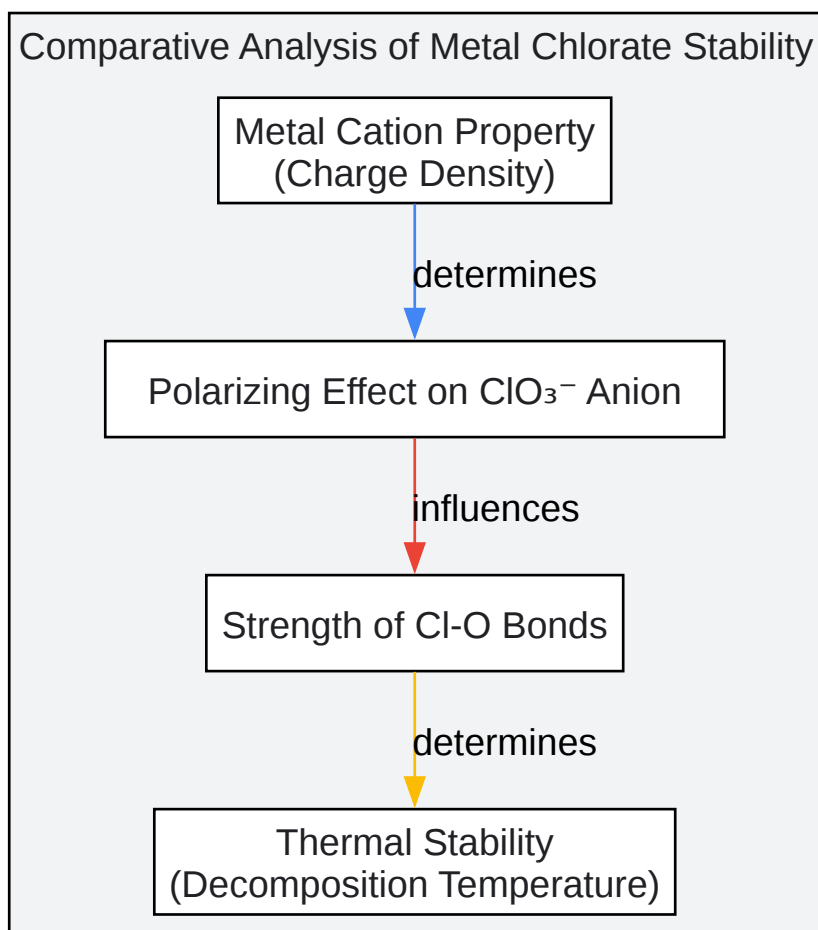 Comparative Analysis of Metal Chlorate Stability
Metal Cation Property
(Charge Density)
determines
Polarizing Effect on ClO₃⁻ Anion
influences
Strength of Cl-O Bonds
determines
Thermal Stability
(Decomposition Temperature)